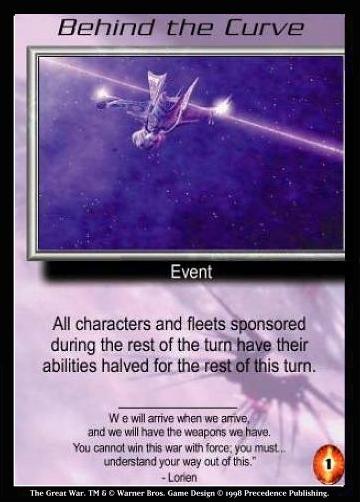 Behind the Curve
Event
All characters and fleets sponsored
during the rest of the turn have their
abilities halved for the rest of this turn.
W e will arrive when we arrive,
and we will have the weapons we have.
You cannot win this war with force; you must...
understand your way out of this."
- Lorien
1
The Great War. TM & © Warner Bros. Game Design © 1998 Precedence Publishing.